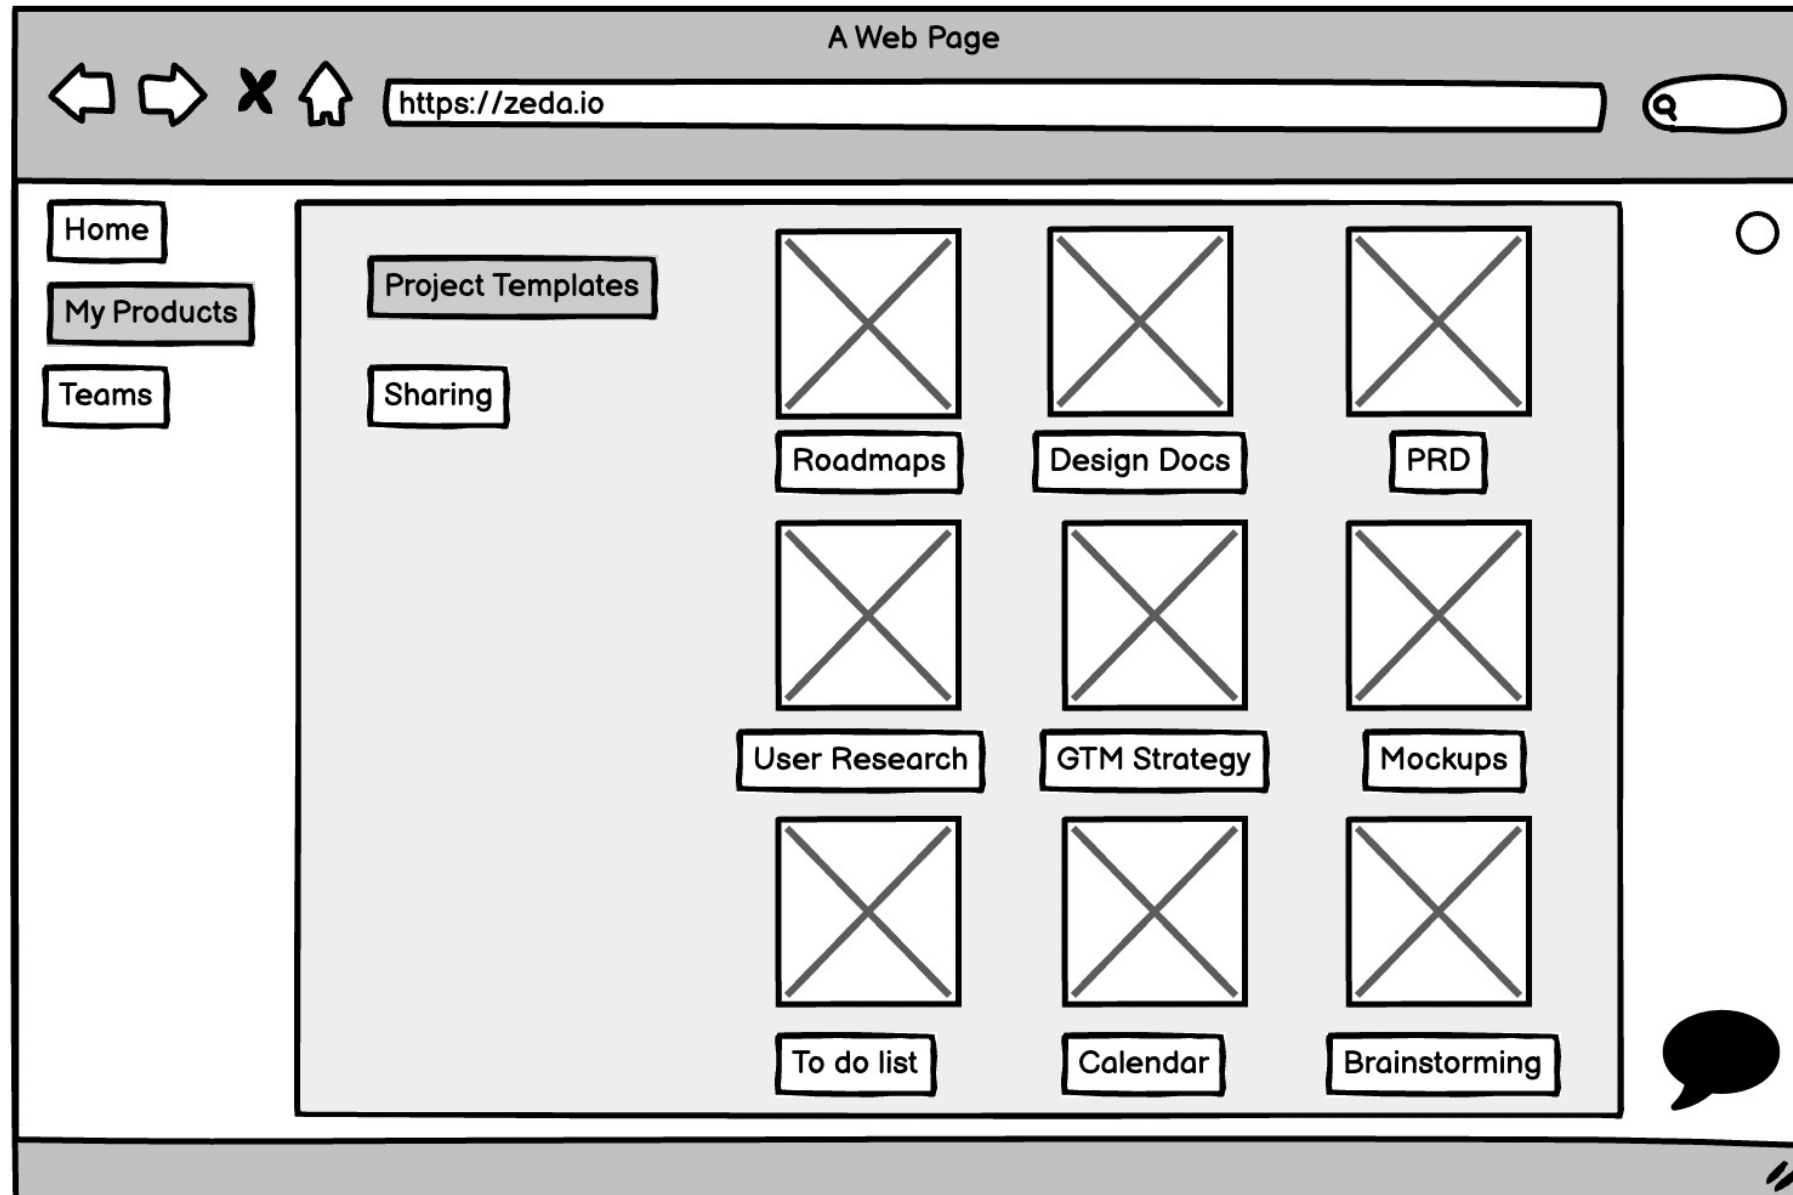 A Web Page
https://zeda.io
Home
My Products
Teams
Project Templates
Sharing
Roadmaps
Design Docs
PRD
User Research
GTM Strategy
Mockups
To do list
Calendar
Brainstorming